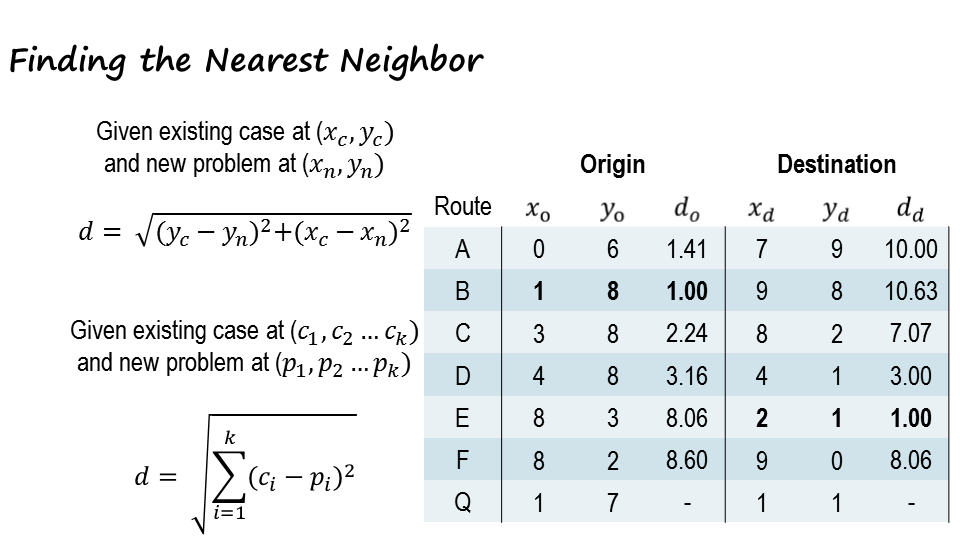 Finding the Nearest Neighbor
Given existing case at (x_c, y_c)
and new problem at (x_n, y_n)
d = √((y_c − y_n)²+(x_c − x_n)²)
Given existing case at (c_1, c_2 … c_k)
and new problem at (p_1, p_2 … p_k)
d = √(∑_{i=1}^{k} (c_i − p_i)²)
Origin Destination
Route x_o y_o d_o x_d y_d d_d
A 0 6 1.41 7 9 10.00
B 1 8 1.00 9 8 10.63
C 3 8 2.24 8 2 7.07
D 4 8 3.16 4 1 3.00
E 8 3 8.06 2 1 1.00
F 8 2 8.60 9 0 8.06
Q 1 7 - 1 1 -